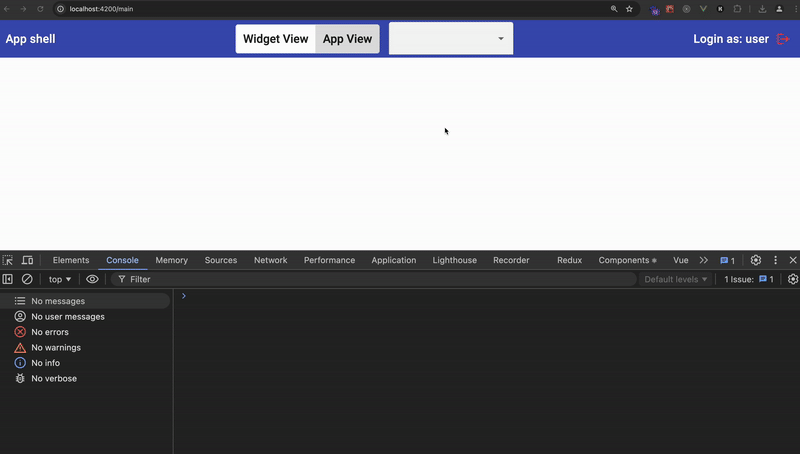 localhost:4200/main
13
App shell
Widget View App View
Login as: user
Elements Console Memory Sources Network Performance Application Lighthouse Recorder Redux Components Vue 1
top Filter Default levels 1 Issue: 1
No messages
No user messages
No errors
No warnings
No info
No verbose